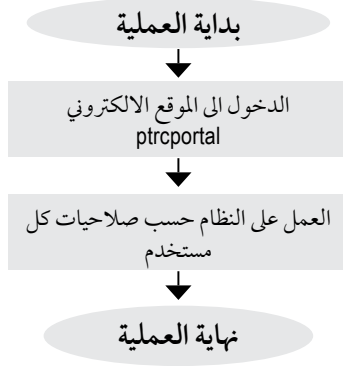 بداية العملية
الدخول الى الموقع الالكتروني
ptrcportal
العمل على النظام حسب صلاحيات كل
مستخدم
نهاية العملية